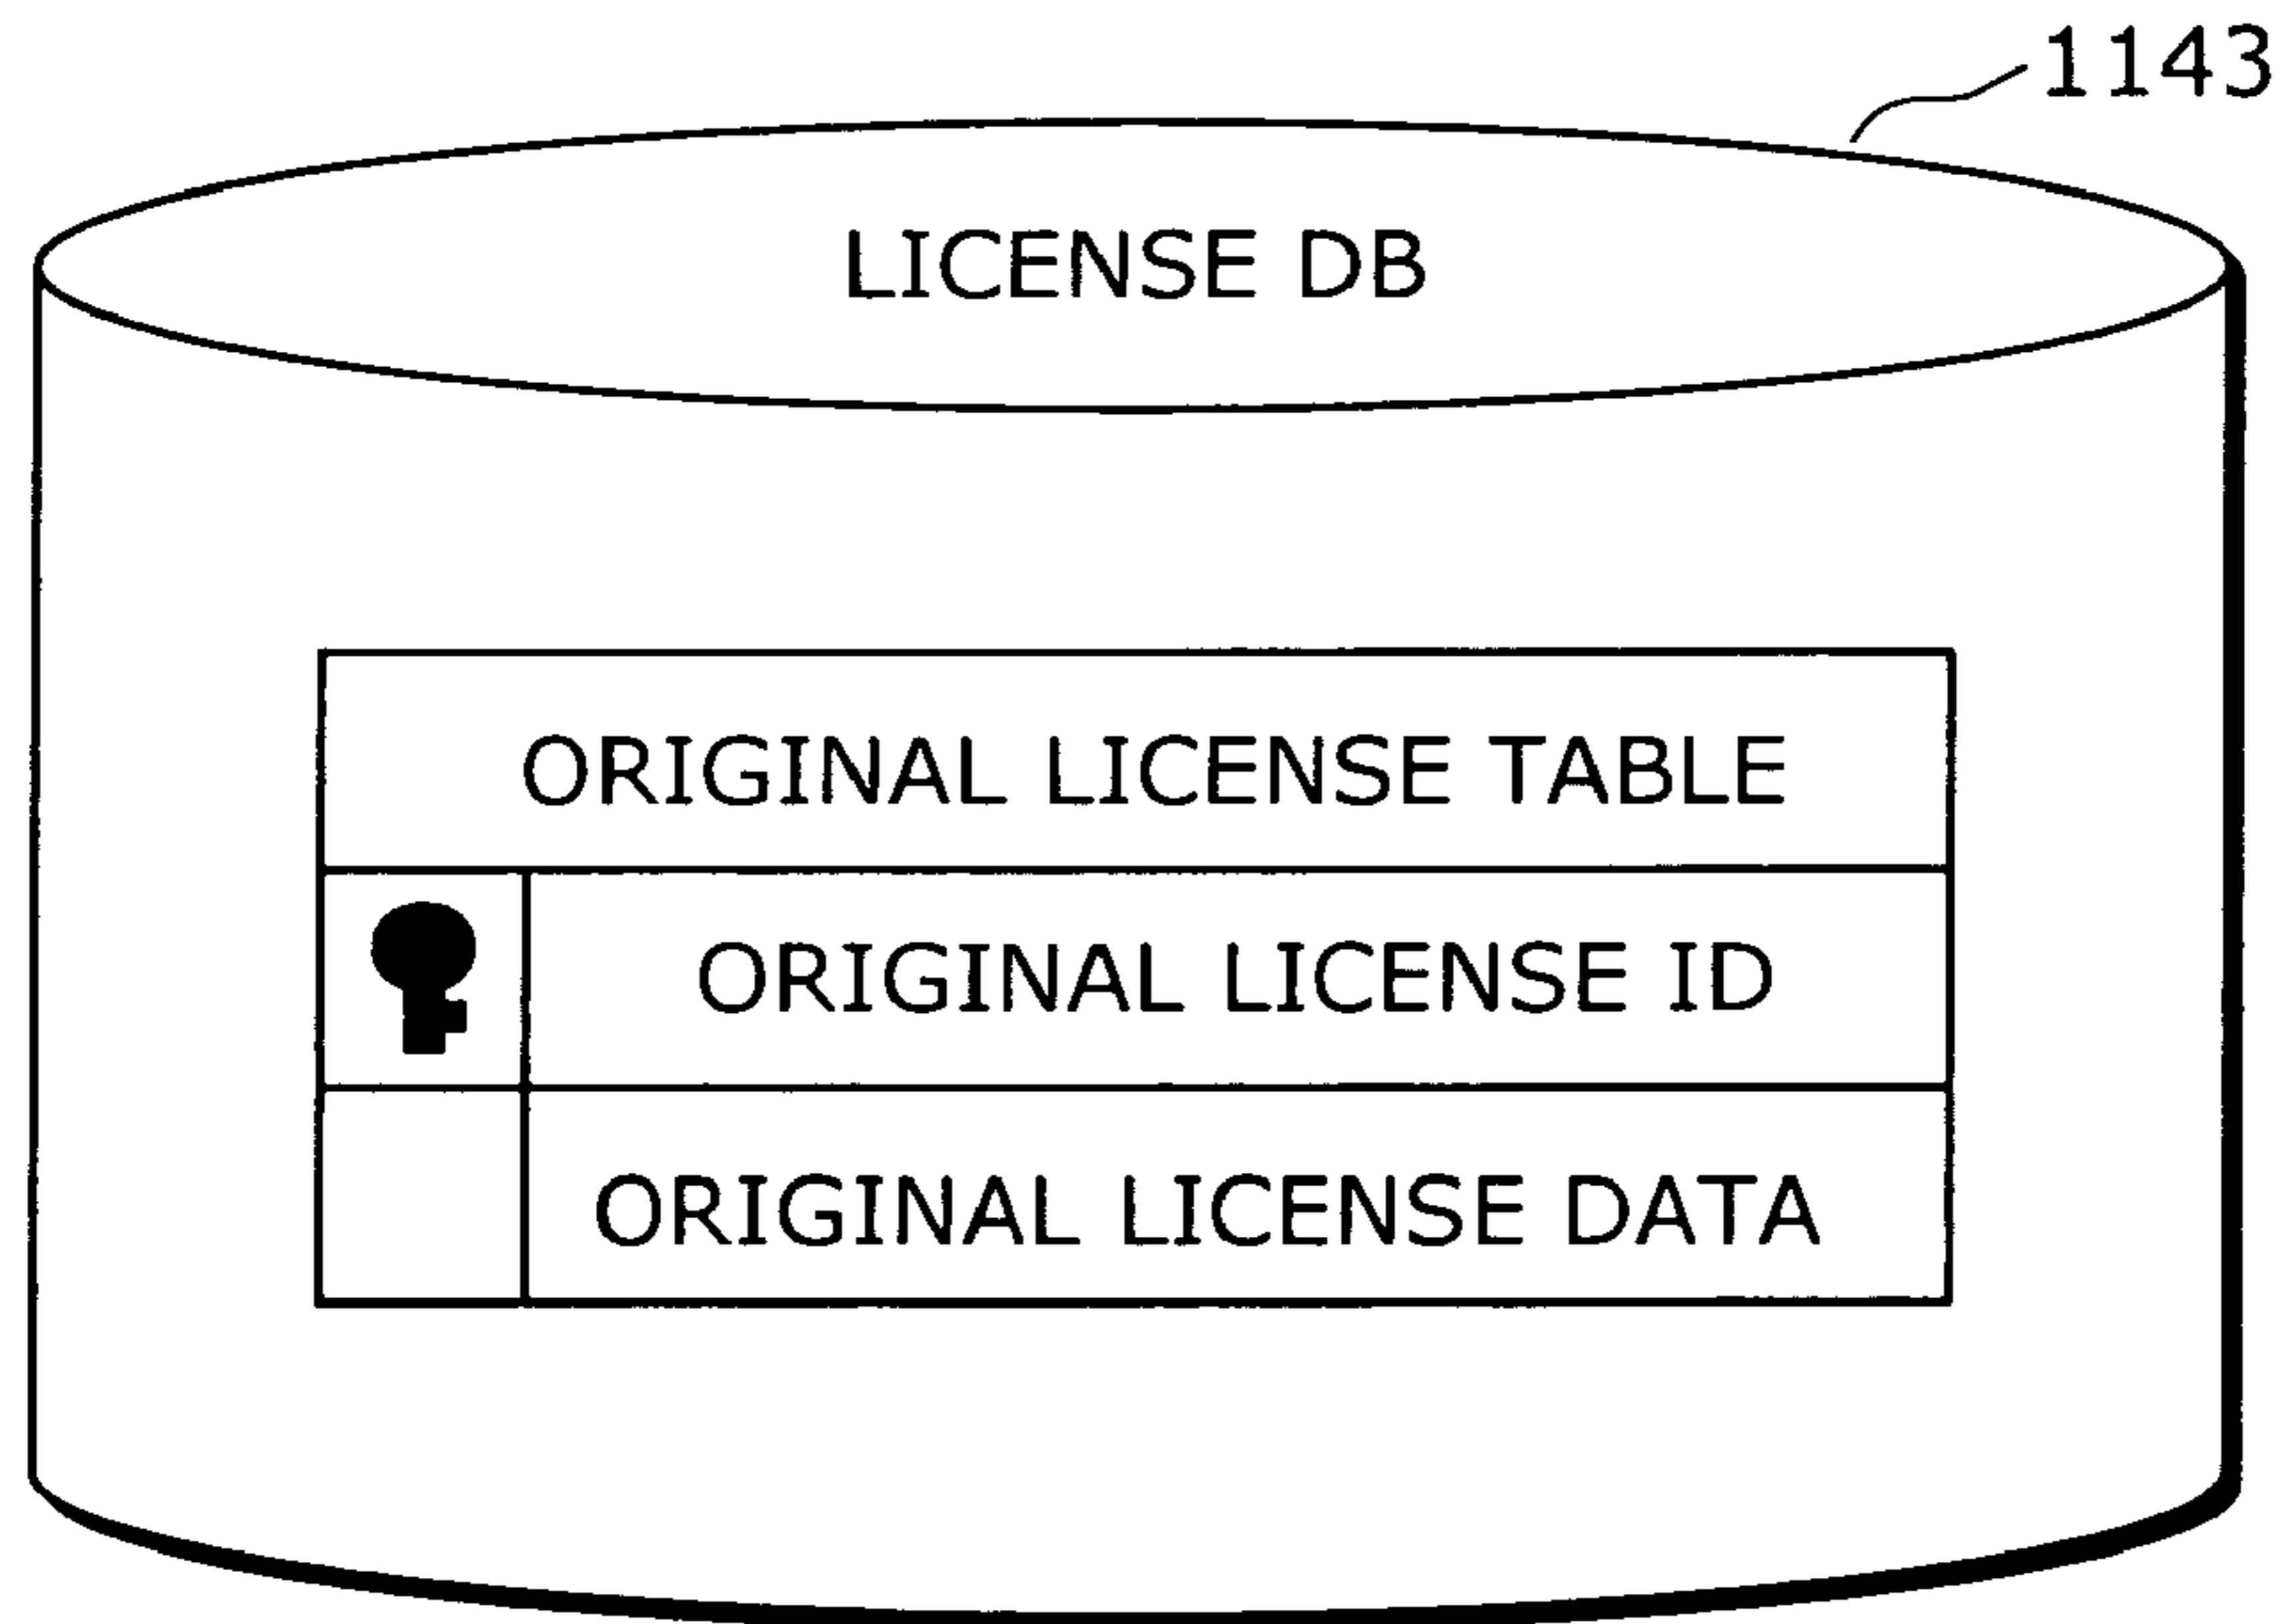 1143
LICENSE DB
ORIGINAL LICENSE TABLE
ORIGINAL LICENSE ID
ORIGINAL LICENSE DATA